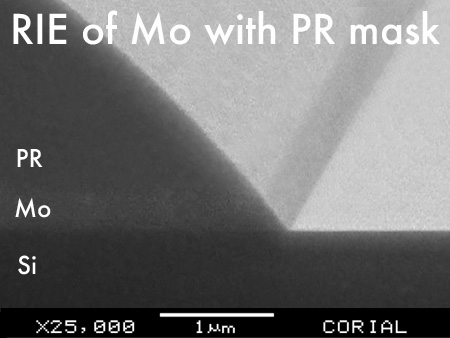 RIE of Mo with PR mask
PR
Mo
Si
X25,000 1μm CORIAL